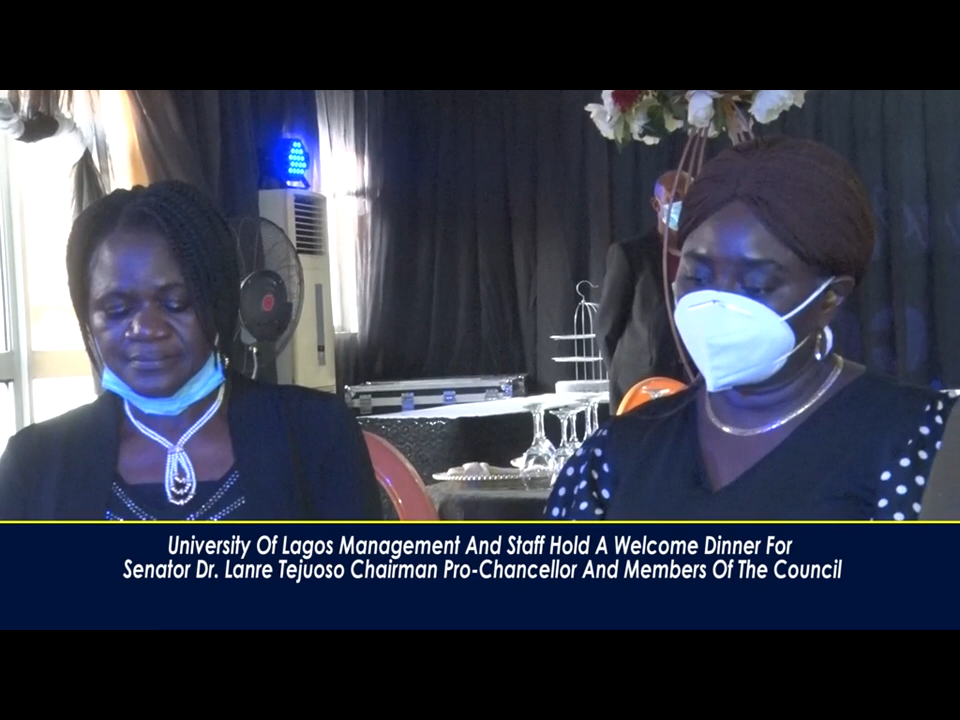 University Of Lagos Management And Staff Hold A Welcome Dinner For
Senator Dr. Lanre Tejuoso Chairman Pro-Chancellor And Members Of The Council